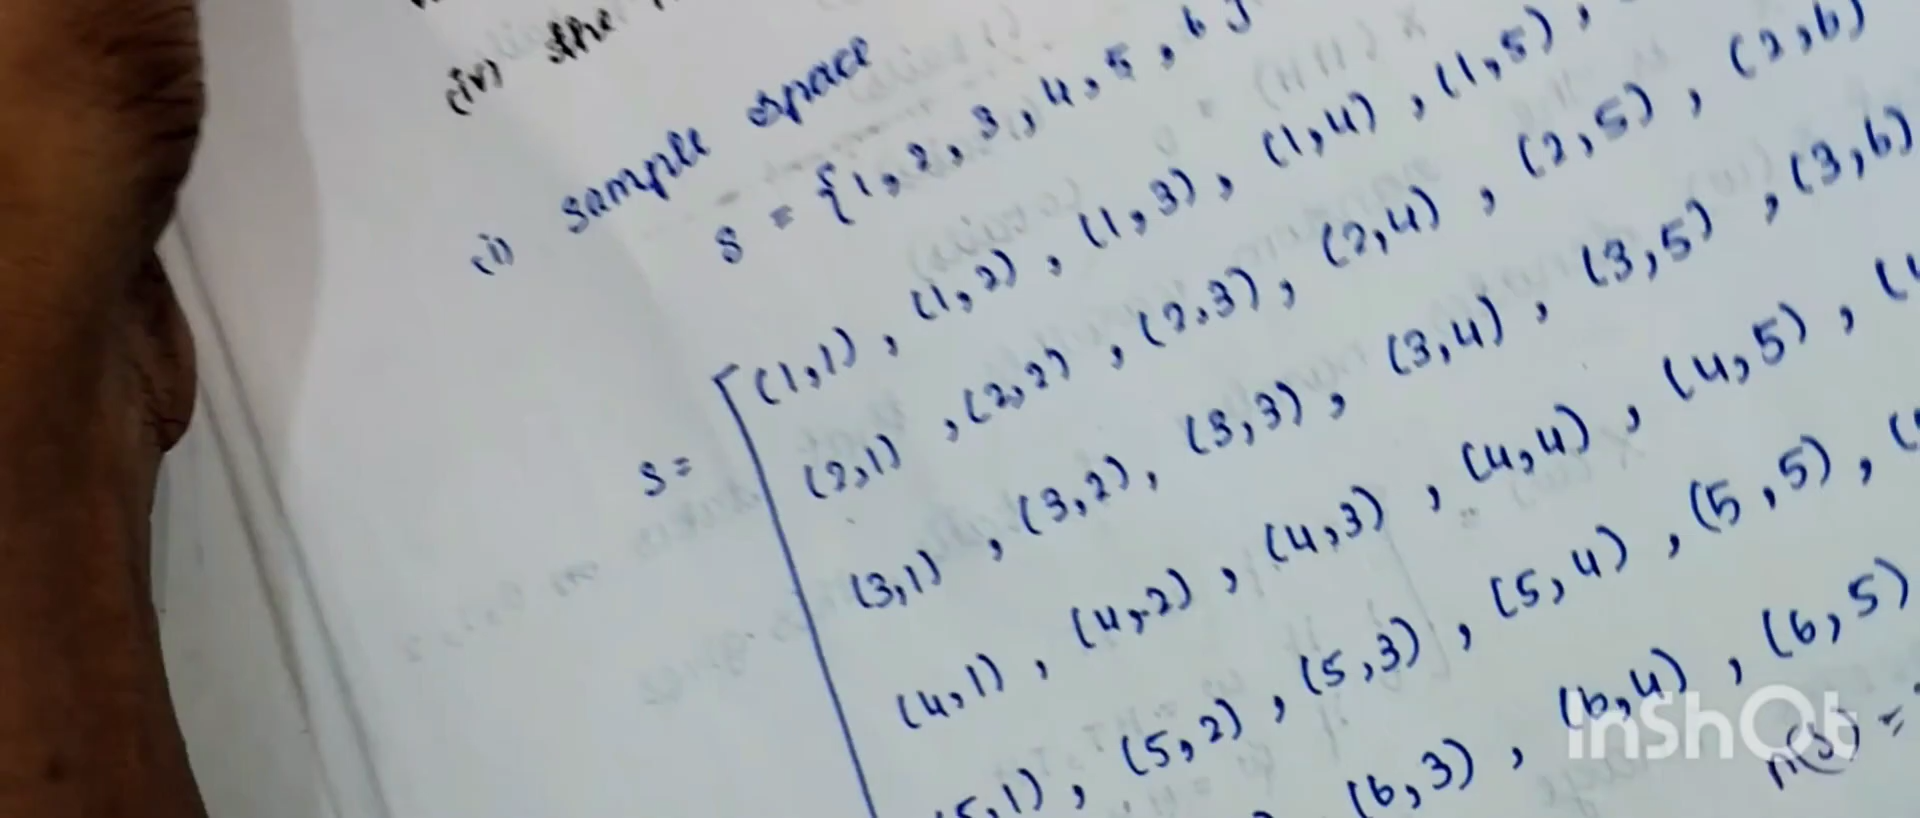 (iv) the
(i) sample space
S = {1, 2, 3, 4, 5, 6}
S = [(1,1), (1,2), (1,3), (1,4), (1,5),
(2,1), (2,2), (2,3), (2,4), (2,5), (2,6)
(3,1), (3,2), (3,3), (3,4), (3,5), (3,6)
(4,1), (4,2), (4,3), (4,4), (4,5),
(5,1), (5,2), (5,3), (5,4), (5,5),
(6,3), (6,4), (6,5)
n(s) =
InShOt